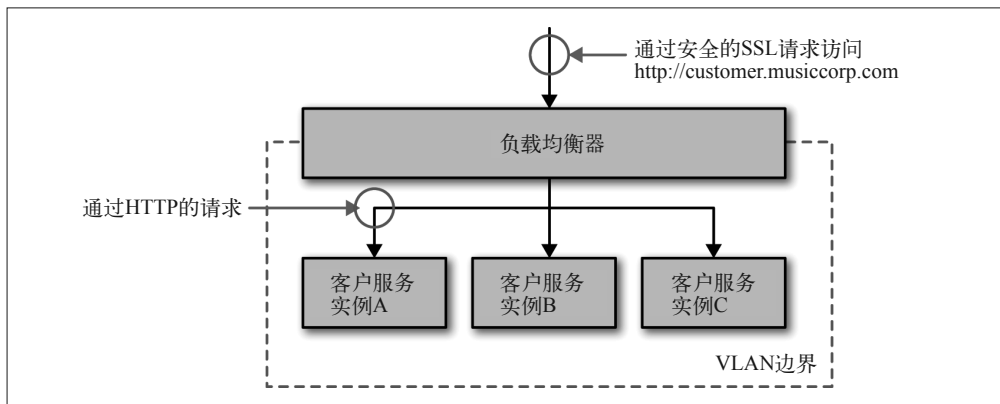 通过安全的SSL请求访问
http://customer.musiccorp.com
负载均衡器
通过HTTP的请求
客户服务
实例A
客户服务
实例B
客户服务
实例C
VLAN边界